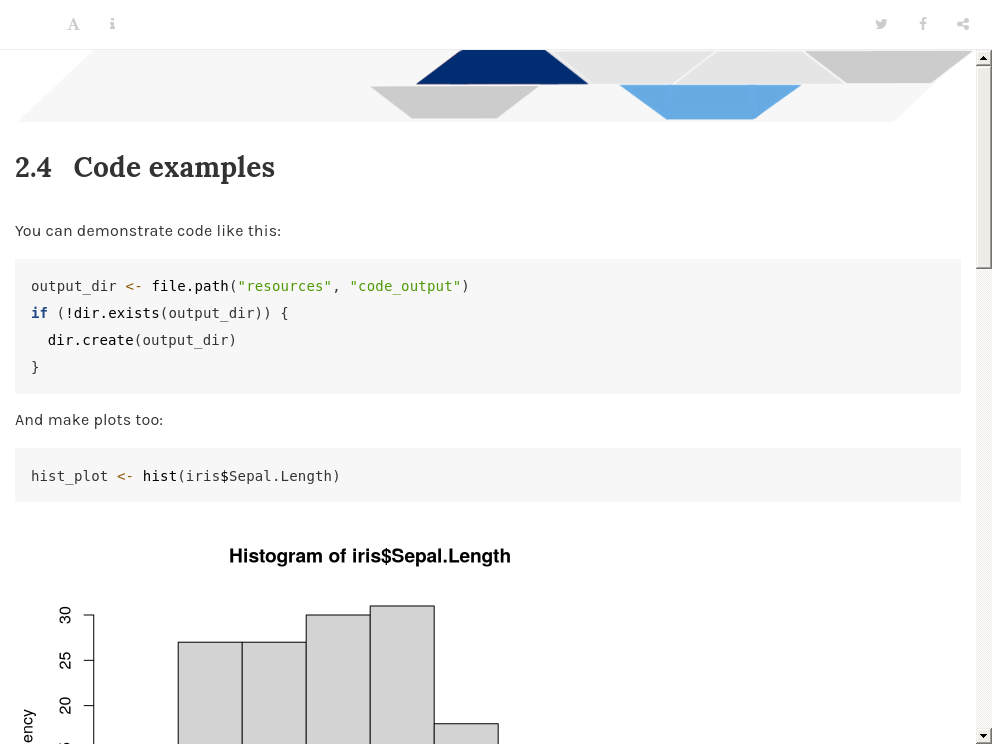 A i
2.4 Code examples
You can demonstrate code like this:
output_dir <- file.path("resources", "code_output")
if (!dir.exists(output_dir)) {
  dir.create(output_dir)
}
And make plots too:
hist_plot <- hist(iris$Sepal.Length)
Histogram of iris$Sepal.Length
30
25
20